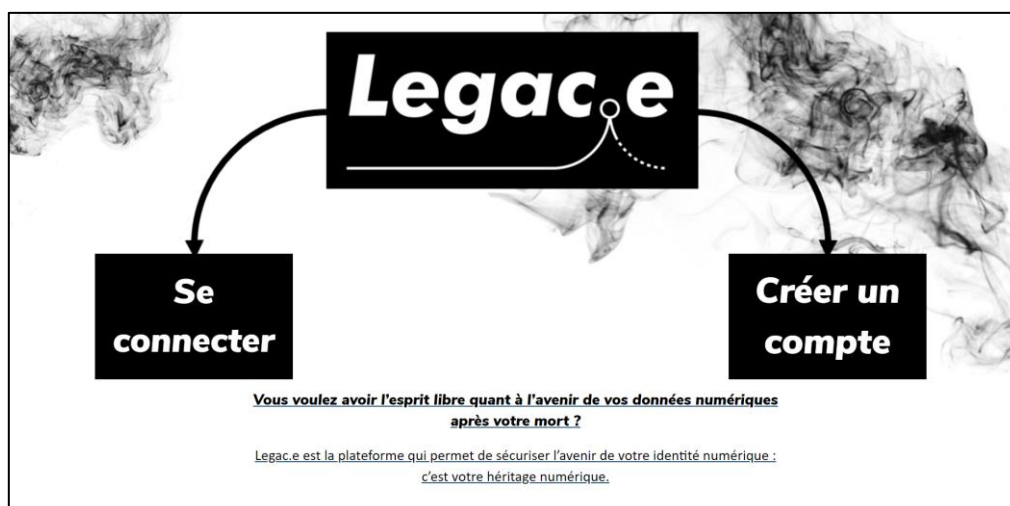 Legac.e
Se
connecter
Créer un
compte
Vous voulez avoir l'esprit libre quant à l'avenir de vos données numériques
après votre mort ?
Legac.e est la plateforme qui permet de sécuriser l'avenir de votre identité numérique :
c'est votre héritage numérique.